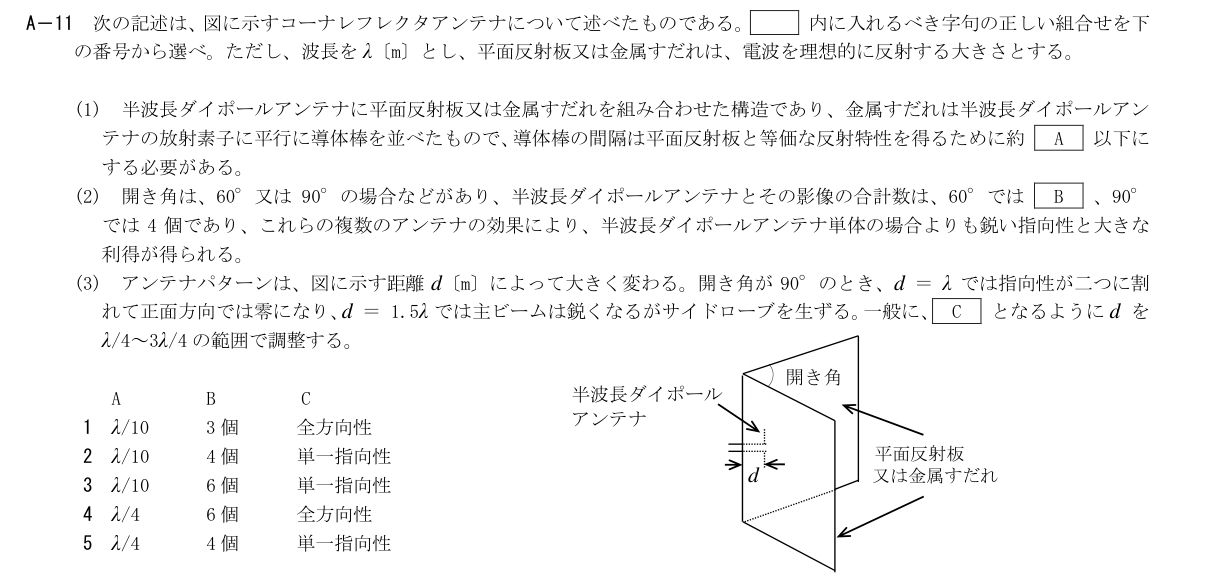 A－11 次の記述は、図に示すコーナレフレクタアンテナについて述べたものである。 内に入れるべき字句の正しい組合せを下
の番号から選べ。ただし、波長をλ〔m〕とし、平面反射板又は金属すだれは、電波を理想的に反射する大きさとする。
(1) 半波長ダイポールアンテナに平面反射板又は金属すだれを組み合わせた構造であり、金属すだれは半波長ダイポールアン
テナの放射素子に平行に導体棒を並べたもので、導体棒の間隔は平面反射板と等価な反射特性を得るために約 A 以下に
する必要がある。
(2) 開き角は、60°又は 90°の場合などがあり、半波長ダイポールアンテナとその影像の合計数は、60°では B 、90°
では 4 個であり、これらの複数のアンテナの効果により、半波長ダイポールアンテナ単体の場合よりも鋭い指向性と大きな
利得が得られる。
(3) アンテナパターンは、図に示す距離 d〔m〕によって大きく変わる。開き角が 90°のとき、d ＝ λ では指向性が二つに割
れて正面方向では零になり、d ＝ 1.5λ では主ビームは鋭くなるがサイドローブを生ずる。一般に、 C となるように d を
λ/4～3λ/4 の範囲で調整する。
A B C
1 λ/10 3 個 全方向性
2 λ/10 4 個 単一指向性
3 λ/10 6 個 単一指向性
4 λ/4 6 個 全方向性
5 λ/4 4 個 単一指向性
開き角
半波長ダイポール
アンテナ
平面反射板
又は金属すだれ
d